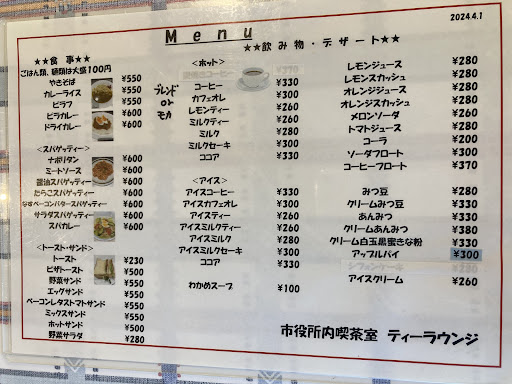 Menu
2024.4.1
★★食 事★★
ごはん類、麺類は大盛100円
やきそば ¥550
カレーライス ¥550
ピラフ ¥550
ピラカレー ¥600
ドライカレー ¥600
<スパゲッティー>
ナポリタン ¥600
ミートソース ¥600
醤油スパゲッティー ¥600
たらこスパゲッティー ¥600
なすベーコンバタースパゲッティー ¥600
サラダスパゲッティー ¥600
スパカレー ¥600
<トースト・サンド>
トースト ¥230
ピザトースト ¥500
野菜サンド ¥550
エッグサンド ¥550
ベーコンレタストマトサンド ¥550
ミックスサンド ¥550
ホットサンド ¥550
野菜サラダ ¥280
★★飲み物・デザート★★
<ホット>
ブレンド
or
モカ
コーヒー ¥330
カフェオレ ¥330
レモンティー ¥260
ミルクティー ¥260
ミルク ¥260
ミルクセーキ ¥330
ココア ¥330
<アイス>
アイスコーヒー ¥330
アイスカフェオレ ¥330
アイスティー ¥260
アイスミルクティー ¥260
アイスミルク ¥280
アイスミルクセーキ ¥330
ココア ¥330
わかめスープ ¥100
レモンジュース ¥280
レモンスカッシュ ¥280
オレンジジュース ¥280
オレンジスカッシュ ¥280
メロンソーダ ¥260
トマトジュース ¥280
コーラ ¥200
ソーダフロート ¥300
コーヒーフロート ¥370
みつ豆 ¥280
クリームみつ豆 ¥330
あんみつ ¥330
クリームあんみつ ¥380
クリーム白玉黒蜜きな粉 ¥330
アップルパイ ¥300
アイスクリーム ¥260
市役所内喫茶室 ティーラウンジ